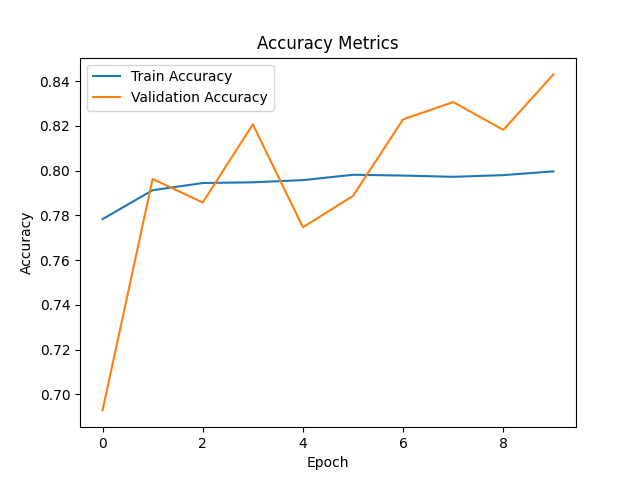 Accuracy Metrics
Train Accuracy
Validation Accuracy
0.84
0.82
0.80
0.78
0.76
0.74
0.72
0.70
Accuracy
0 2 4 6 8
Epoch